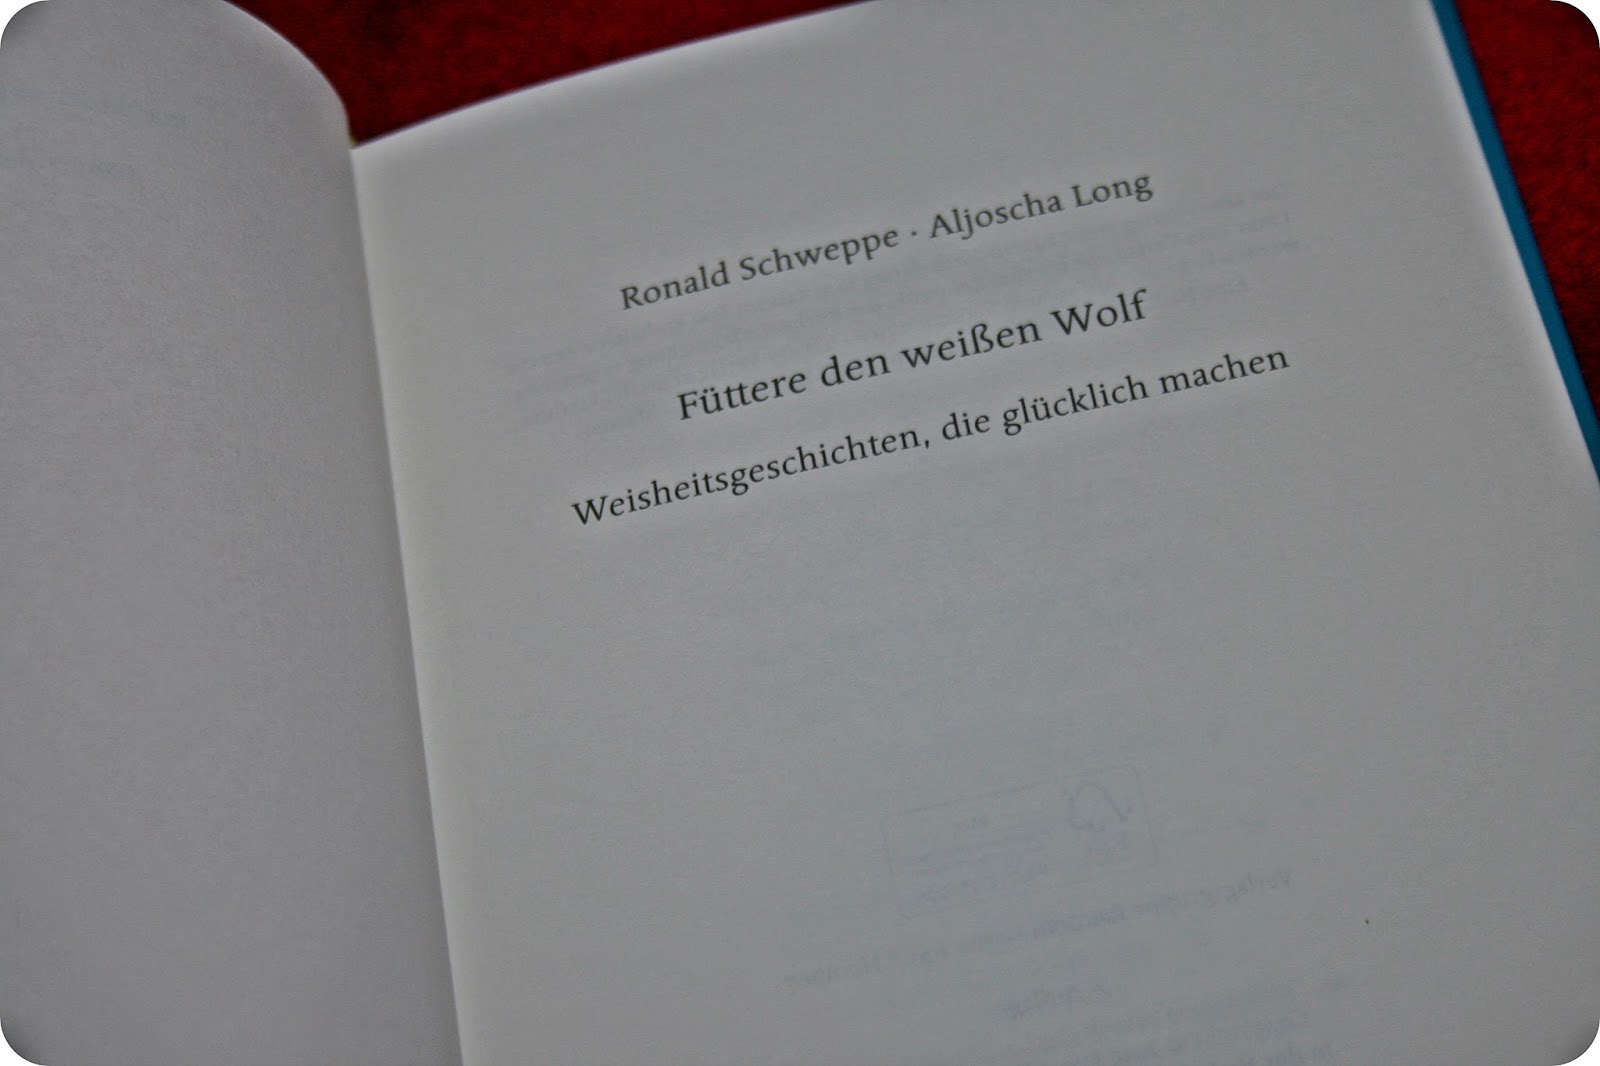 Ronald Schweppe · Aljoscha Long
Füttere den weißen Wolf
Weisheitsgeschichten, die glücklich machen